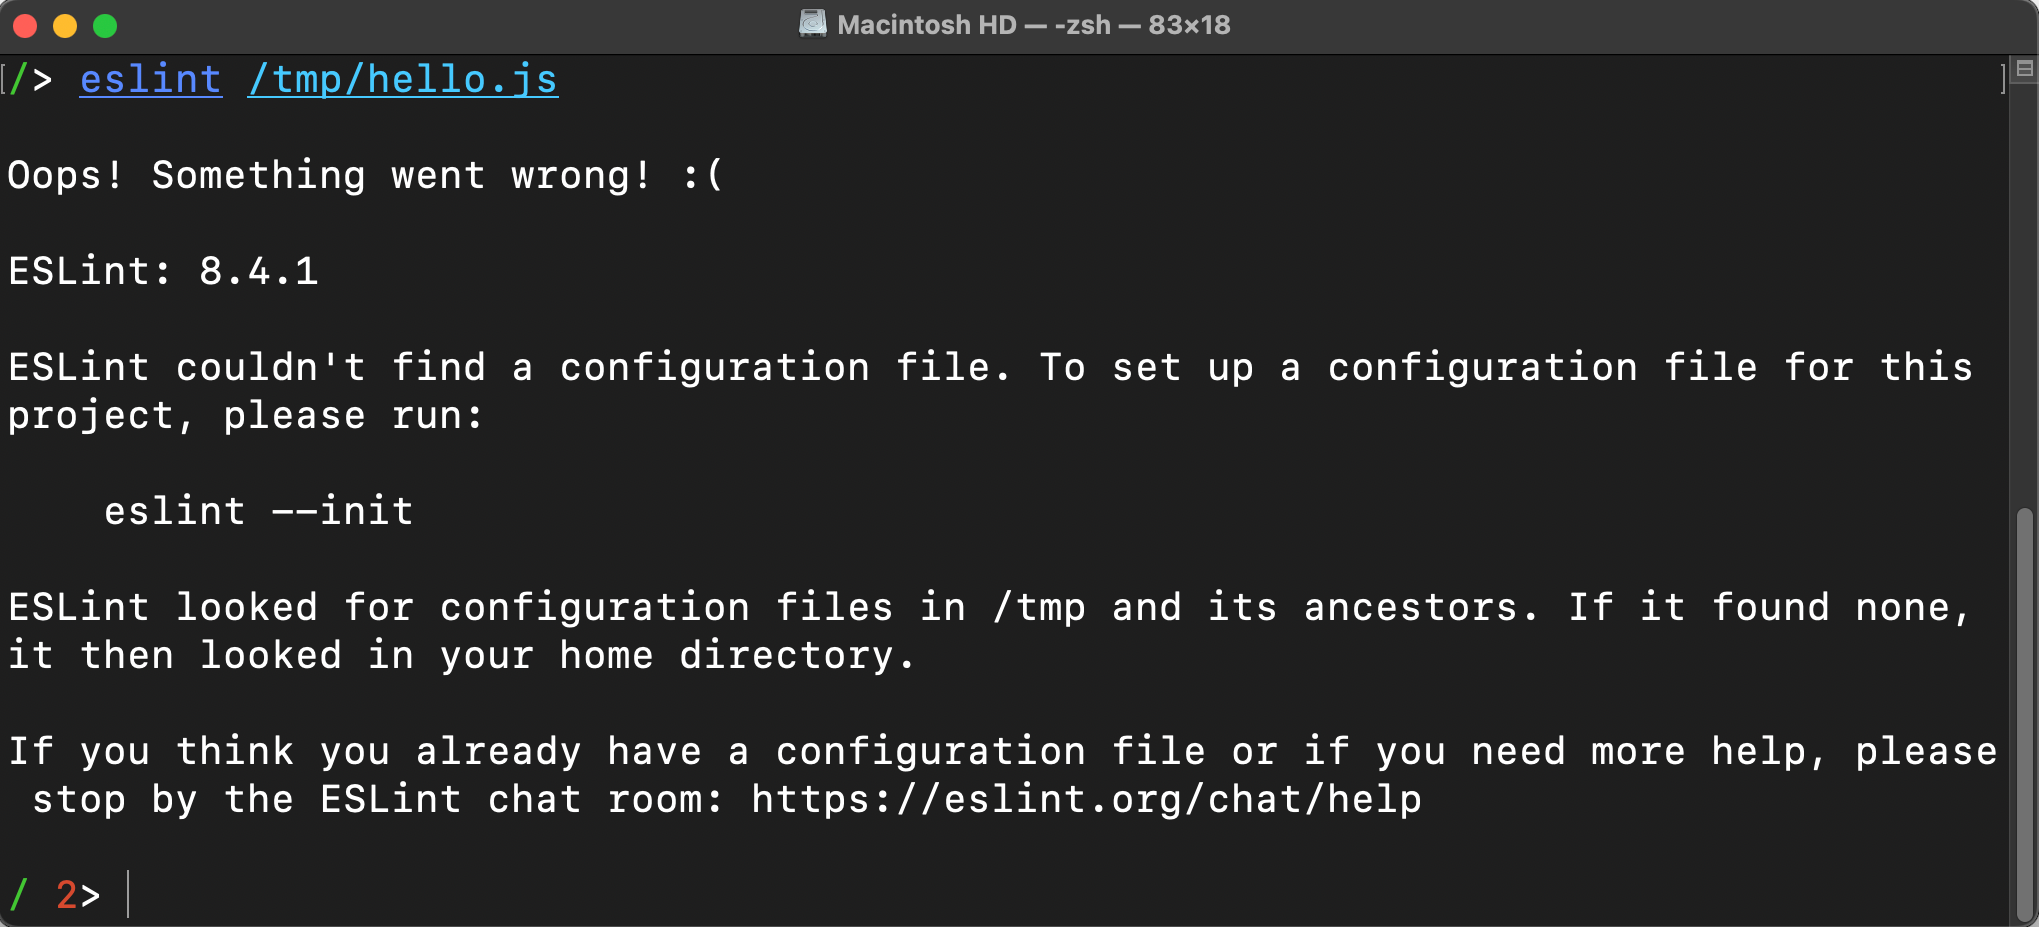 Macintosh HD — -zsh — 83×18
[/> eslint /tmp/hello.js ]
Oops! Something went wrong! :(
ESLint: 8.4.1
ESLint couldn't find a configuration file. To set up a configuration file for this
project, please run:
eslint --init
ESLint looked for configuration files in /tmp and its ancestors. If it found none,
it then looked in your home directory.
If you think you already have a configuration file or if you need more help, please
stop by the ESLint chat room: https://eslint.org/chat/help
/ 2>